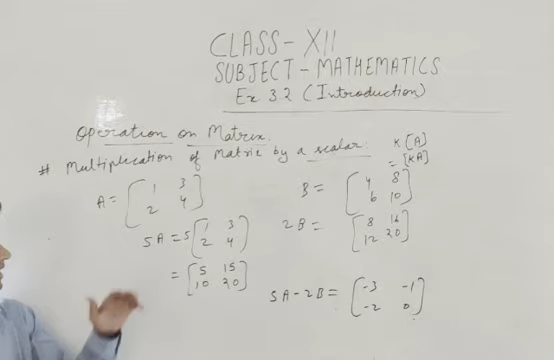 CLASS-XII
SUBJECT-MATHEMATICS
Ex 3.2 (Introduction)
Operation on Matrix.
# Multiplication of Matrix by a scalar.
K [A]
= [KA]
A = [ 1 3
2 4 ]
B = [ 4 8
6 10 ]
5A = 5 [ 1 3
2 4 ]
2B = [ 8 16
12 20 ]
= [ 5 15
10 20 ]
5A-2B = [ -3 -1
-2 0 ]